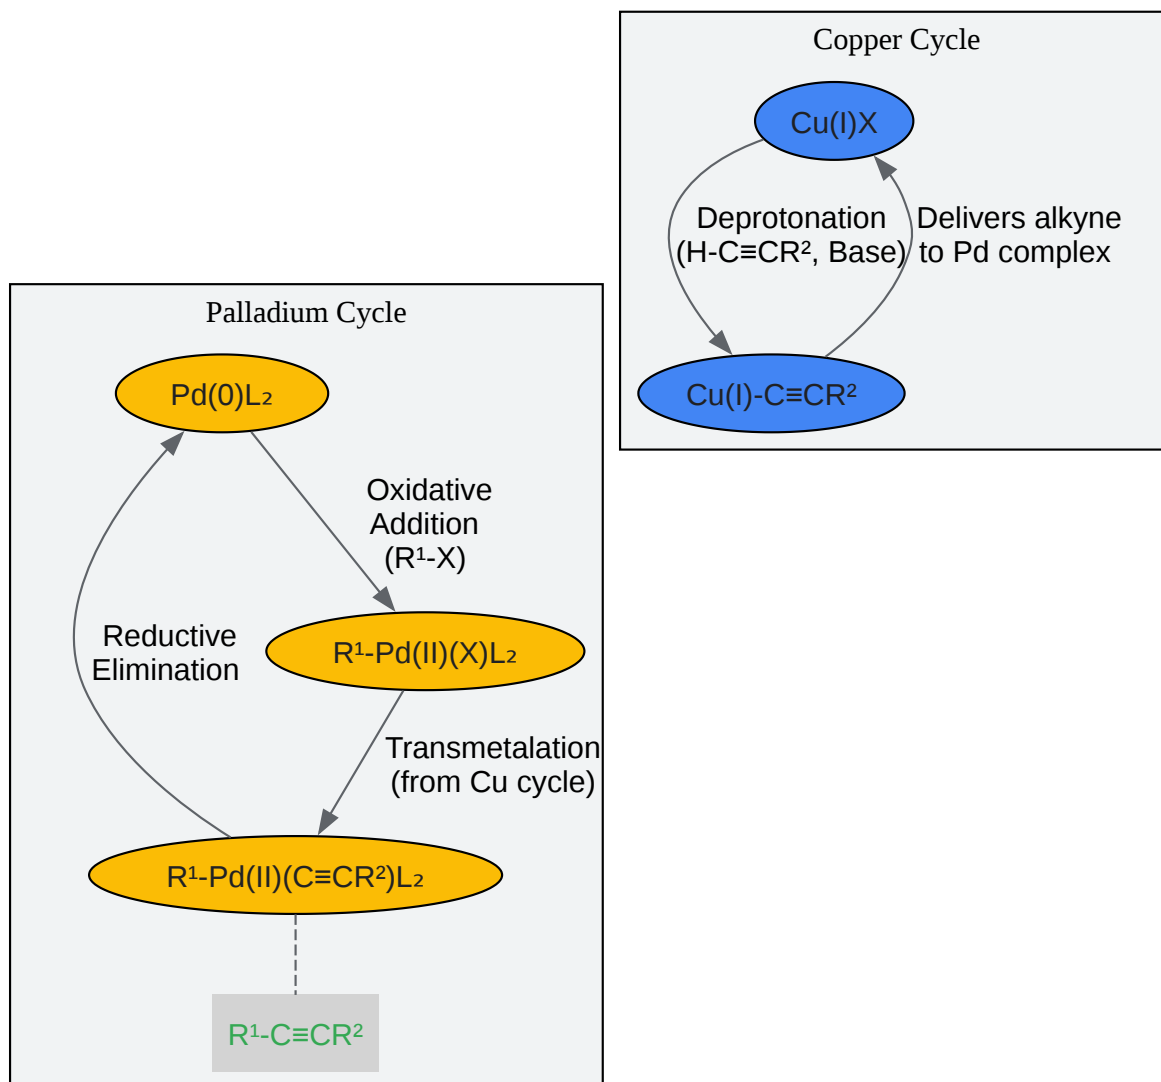 Copper Cycle
Cu(I)X
Deprotonation
(H-C≡CR², Base)
Delivers alkyne
to Pd complex
Cu(I)-C≡CR²
Palladium Cycle
Pd(0)L₂
Oxidative
Addition
(R¹-X)
R¹-Pd(II)(X)L₂
Reductive
Elimination
Transmetalation
(from Cu cycle)
R¹-Pd(II)(C≡CR²)L₂
R¹-C≡CR²